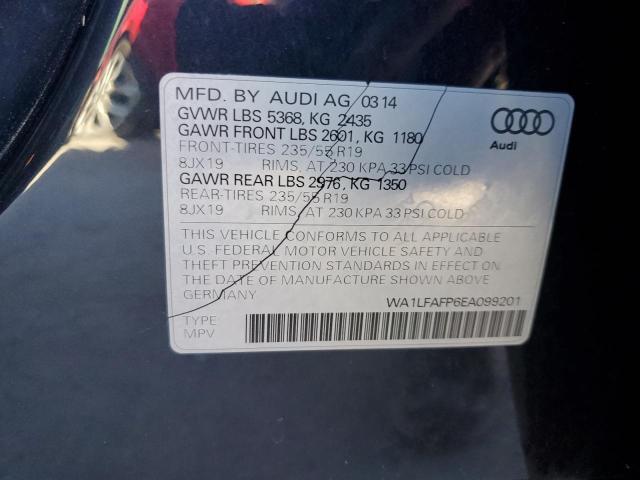 MFD. BY AUDI AG 03 14
GVWR LBS 5368, KG 2435
GAWR FRONT LBS 2601, KG 1180
FRONT-TIRES 235/55 R19
8JX19 RIMS, AT 230 KPA 33 PSI COLD
GAWR REAR LBS 2976, KG 1350
REAR-TIRES 235/55 R19
8JX19 RIMS, AT 230 KPA 33 PSI COLD
Audi
THIS VEHICLE CONFORMS TO ALL APPLICABLE
U.S. FEDERAL MOTOR VEHICLE SAFETY AND
THEFT PREVENTION STANDARDS IN EFFECT ON
THE DATE OF MANUFACTURE SHOWN ABOVE.
GERMANY
WA1LFAFP6EA099201
TYPE:
MPV